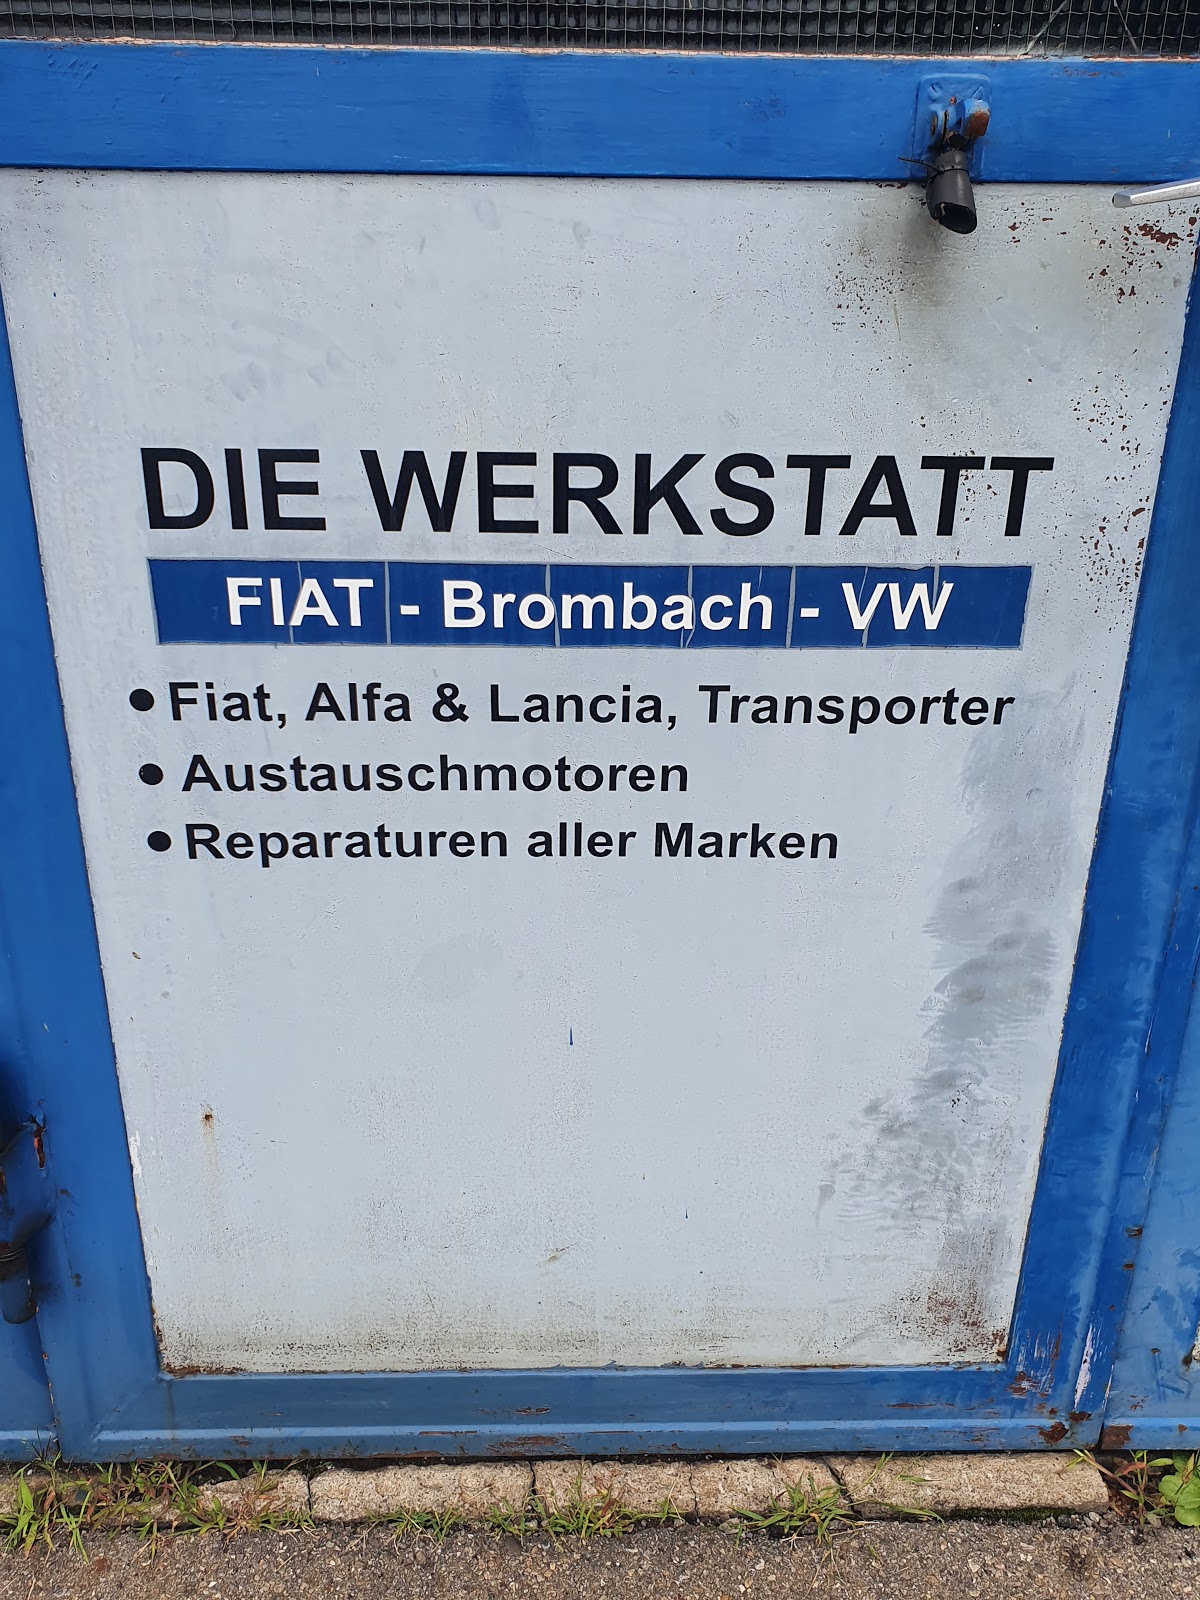 DIE WERKSTATT
FIAT - Brombach - VW
• Fiat, Alfa & Lancia, Transporter
• Austauschmotoren
• Reparaturen aller Marken